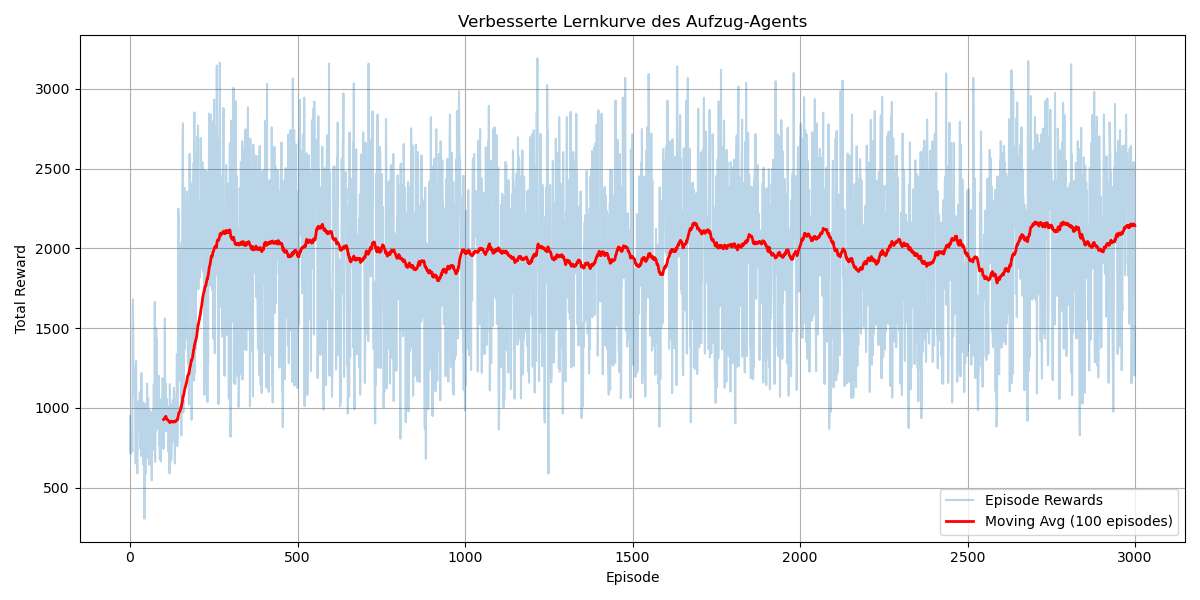 Verbesserte Lernkurve des Aufzug-Agents
Total Reward
3000
2500
2000
1500
1000
500
0
500
1000
1500
2000
2500
3000
Episode
Episode Rewards
Moving Avg (100 episodes)